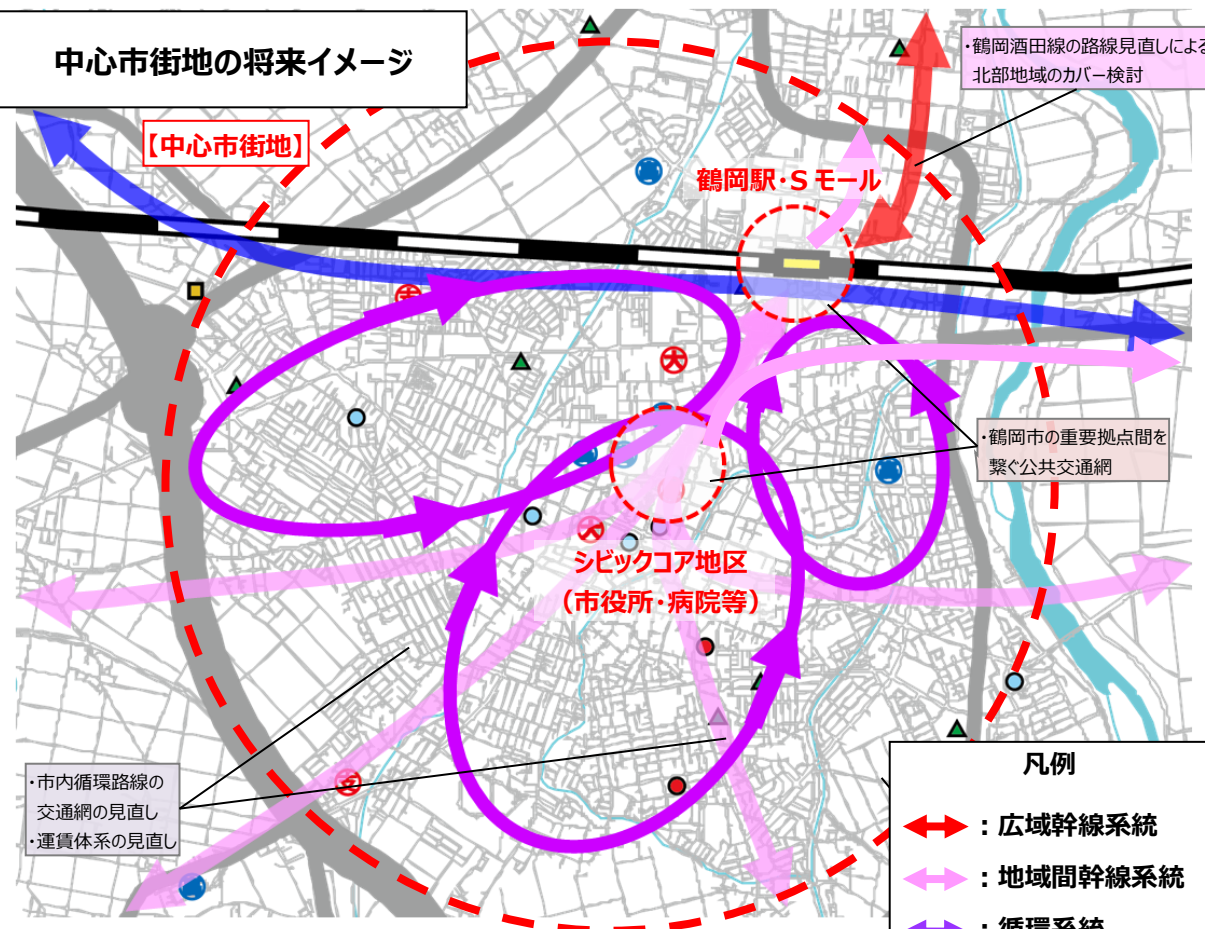 中心市街地の将来イメージ
・鶴岡酒田線の路線見直しによる
北部地域のカバー検討
【中心市街地】
鶴岡駅・Sモール
・鶴岡市の重要拠点間を
繋ぐ公共交通網
シビックコア地区
（市役所・病院等）
・市内循環路線の
交通網の見直し
・運賃体系の見直し
凡例
：広域幹線系統
：地域間幹線系統
：循環系統